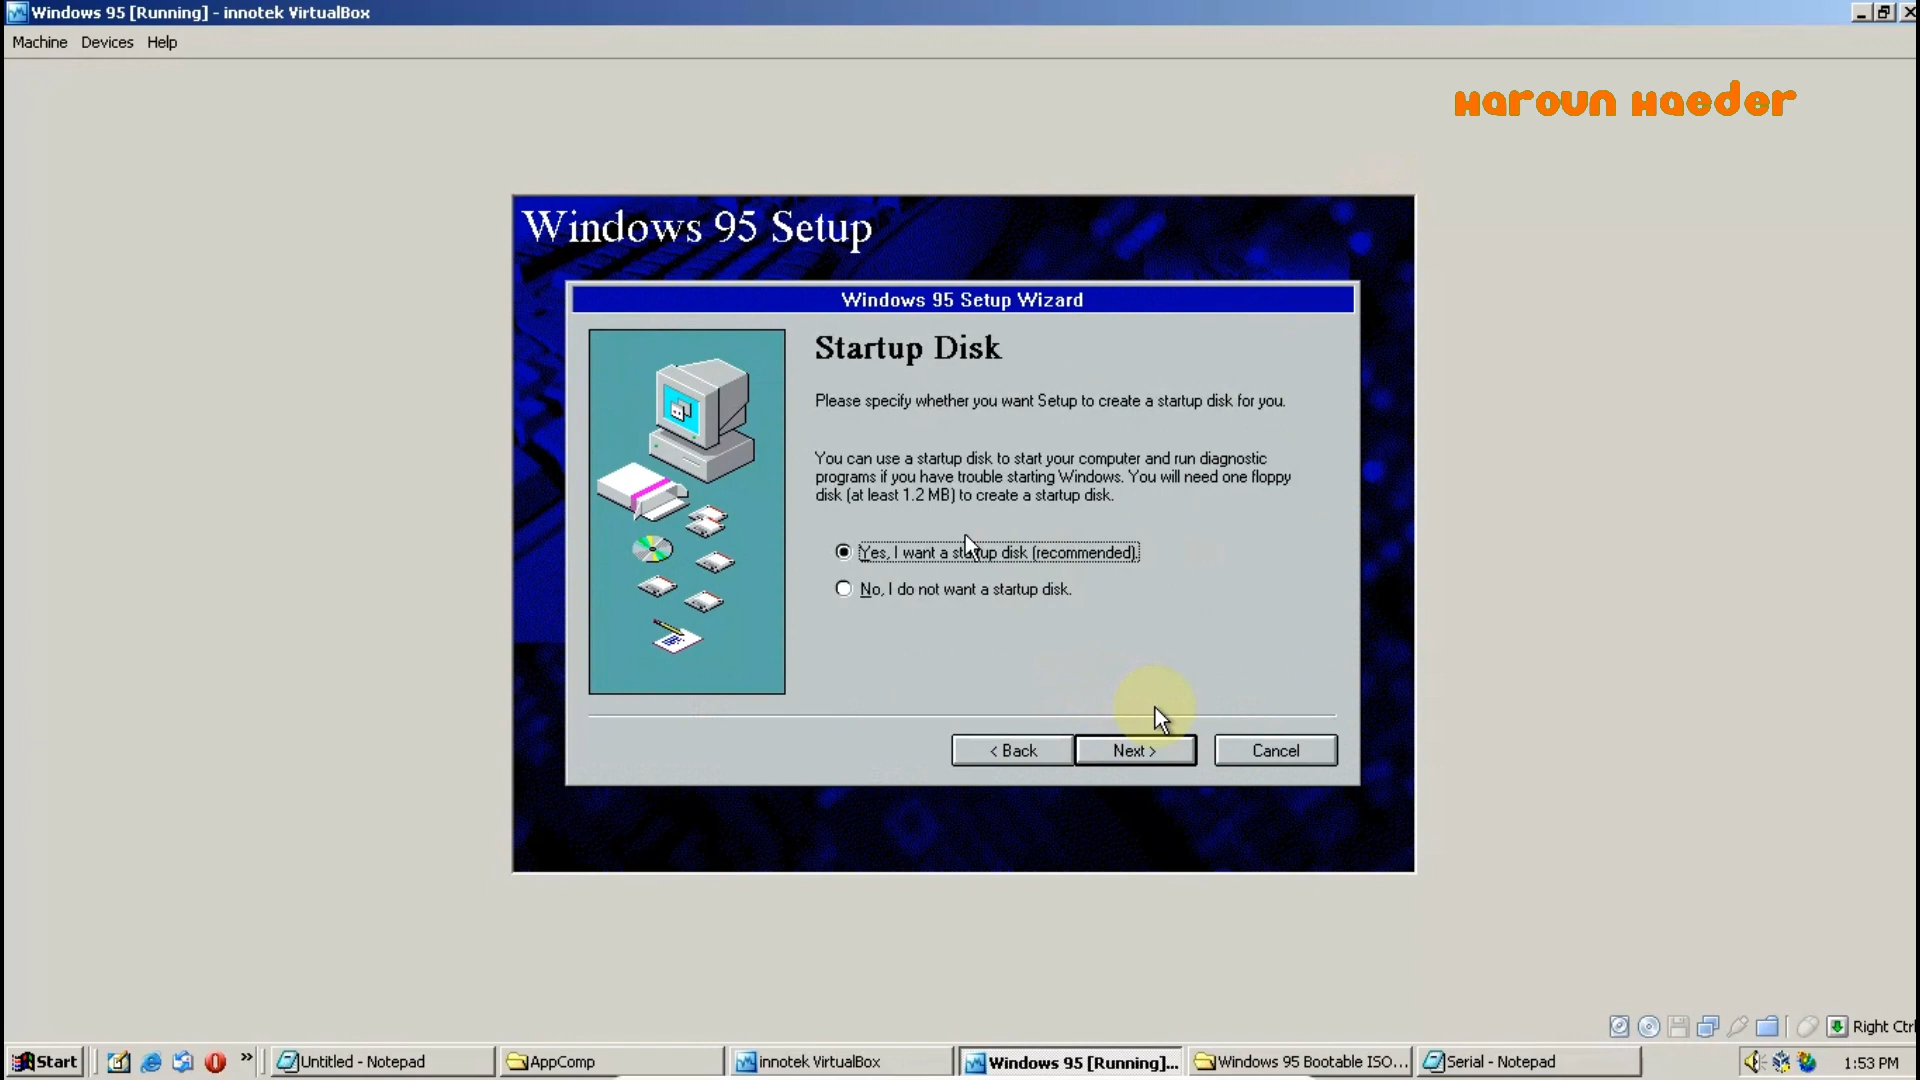 Windows 95 [Running] - innotek VirtualBox
Machine Devices Help
Haroun Haeder
Windows 95 Setup
Windows 95 Setup Wizard
Startup Disk
Please specify whether you want Setup to create a startup disk for you.
You can use a startup disk to start your computer and run diagnostic
programs if you have trouble starting Windows. You will need one floppy
disk (at least 1.2 MB) to create a startup disk.
Yes, I want a startup disk (recommended).
No, I do not want a startup disk.
< Back Next > Cancel
Right Ctrl
Start » Untitled - Notepad AppComp innotek VirtualBox Windows 95 [Running]... Windows 95 Bootable ISO... Serial - Notepad 1:53 PM